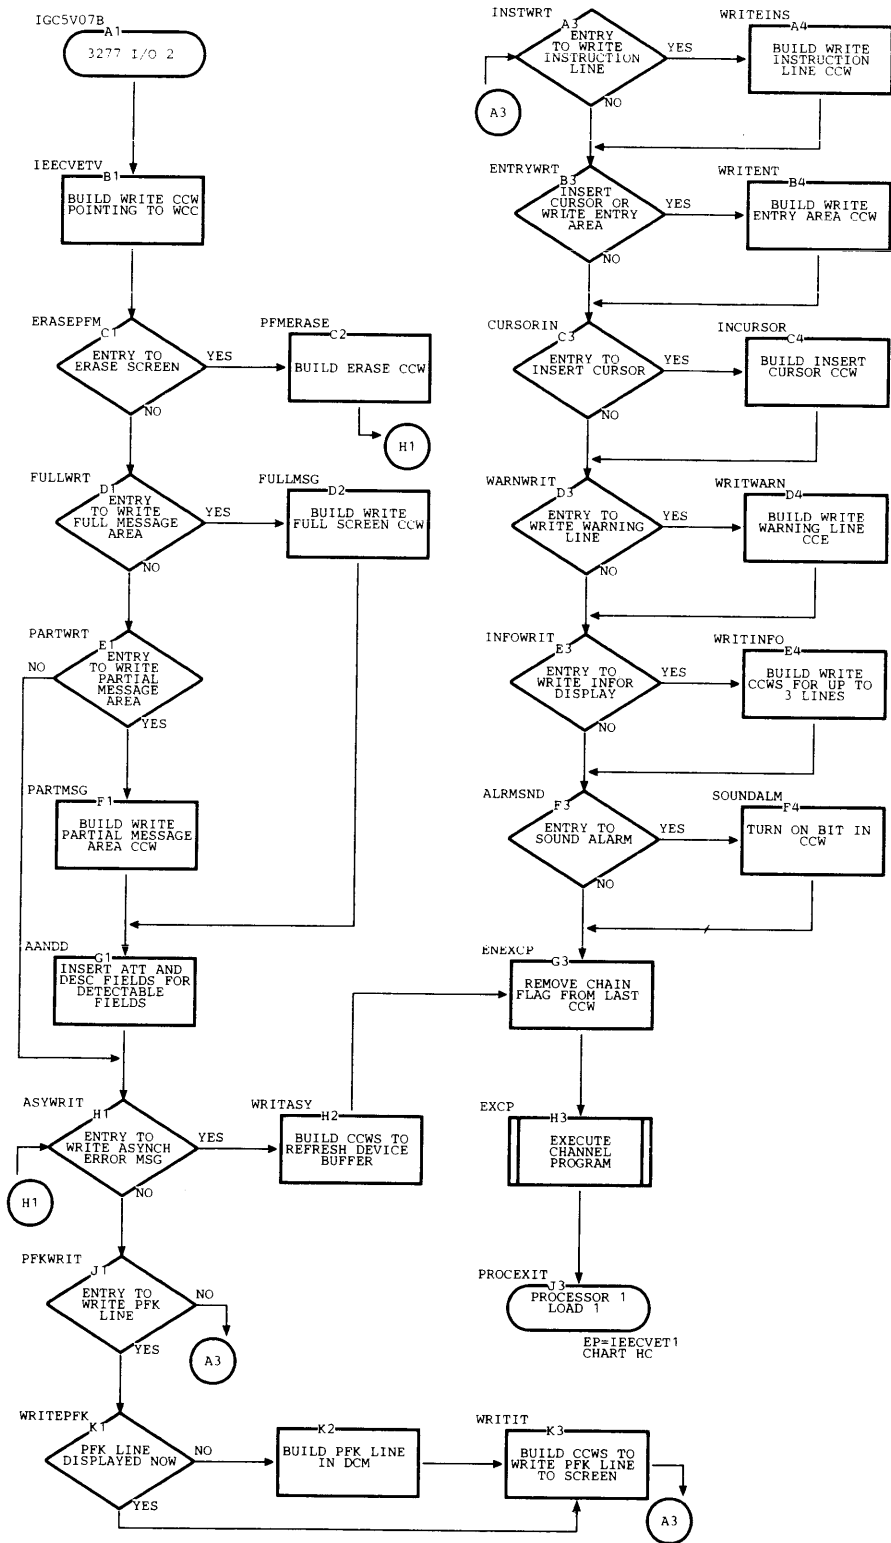 IGC5V07B
A1
3277 I/O 2
IEECVETV
B1
BUILD WRITE CCW
POINTING TO WCC
ERASEPFM
C1
ENTRY TO
ERASE SCREEN
YES
NO
PFMERASE
C2
BUILD ERASE CCW
H1
FULLWRT
D1
ENTRY
TO WRITE
FULL MESSAGE
AREA
YES
NO
FULLMSG
D2
BUILD WRITE
FULL SCREEN CCW
PARTWRT
E1
ENTRY
TO WRITE
PARTIAL
MESSAGE
AREA
NO
YES
PARTMSG
F1
BUILD WRITE
PARTIAL MESSAGE
AREA CCW
AANDD
G1
INSERT ATT AND
DESC FIELDS FOR
DETECTABLE
FIELDS
ASYWRIT
H1
ENTRY TO
WRITE ASYNCH
ERROR MSG
YES
NO
H1
WRITASY
H2
BUILD CCWS TO
REFRESH DEVICE
BUFFER
PFKWRIT
J1
ENTRY TO
WRITE PFK
LINE
NO
YES
A3
WRITEPFK
K1
PFK LINE
DISPLAYED NOW
NO
YES
K2
BUILD PFK LINE
IN DCM
WRITIT
K3
BUILD CCWS TO
WRITE PFK LINE
TO SCREEN
A3
INSTWRT
A3
ENTRY
TO WRITE
INSTRUCTION
LINE
YES
NO
A3
WRITEINS
A4
BUILD WRITE
INSTRUCTION
LINE CCW
ENTRYWRT
B3
INSERT
CURSOR OR
WRITE ENTRY
AREA
YES
NO
WRITENT
B4
BUILD WRITE
ENTRY AREA CCW
CURSORIN
C3
ENTRY TO
INSERT CURSOR
YES
NO
INCURSOR
C4
BUILD INSERT
CURSOR CCW
WARNWRIT
D3
ENTRY TO
WRITE WARNING
LINE
YES
NO
WRITWARN
D4
BUILD WRITE
WARNING LINE
CCE
INFOWRIT
E3
ENTRY TO
WRITE INFOR
DISPLAY
YES
NO
WRITINFO
E4
BUILD WRITE
CCWS FOR UP TO
3 LINES
ALRMSND
F3
ENTRY TO
SOUND ALARM
YES
NO
SOUNDALM
F4
TURN ON BIT IN
CCW
ENEXCP
G3
REMOVE CHAIN
FLAG FROM LAST
CCW
EXCP
H3
EXECUTE
CHANNEL
PROGRAM
PROCEXIT
J3
PROCESSOR 1
LOAD 1
EP=IEECVET1
CHART HC